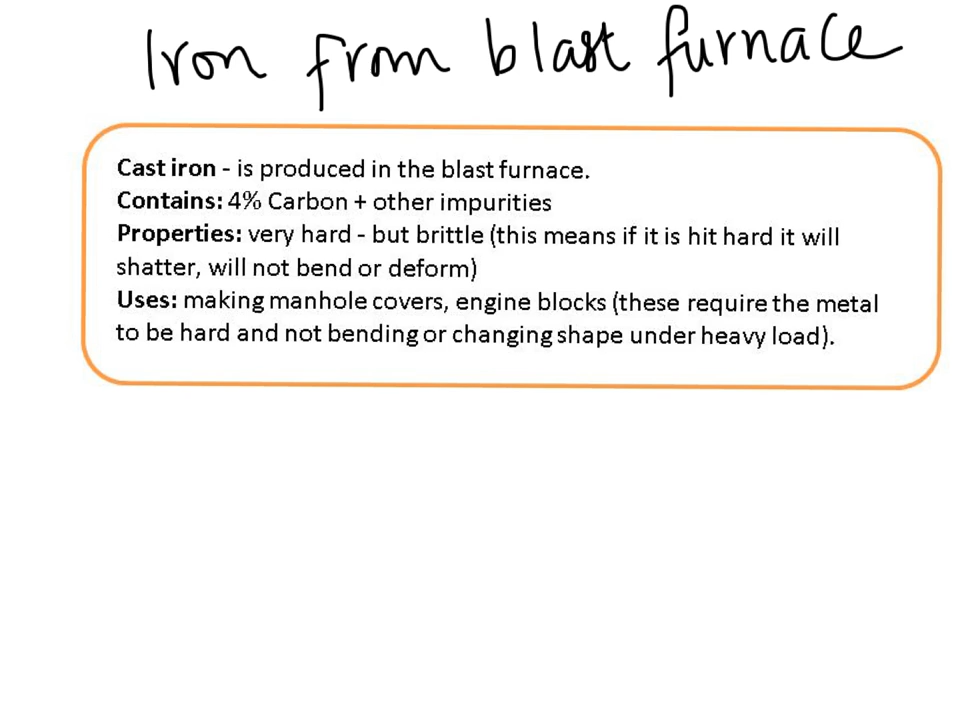 Iron from blast furnace
Cast iron - is produced in the blast furnace.
Contains: 4% Carbon + other impurities
Properties: very hard - but brittle (this means if it is hit hard it will
shatter, will not bend or deform)
Uses: making manhole covers, engine blocks (these require the metal
to be hard and not bending or changing shape under heavy load).